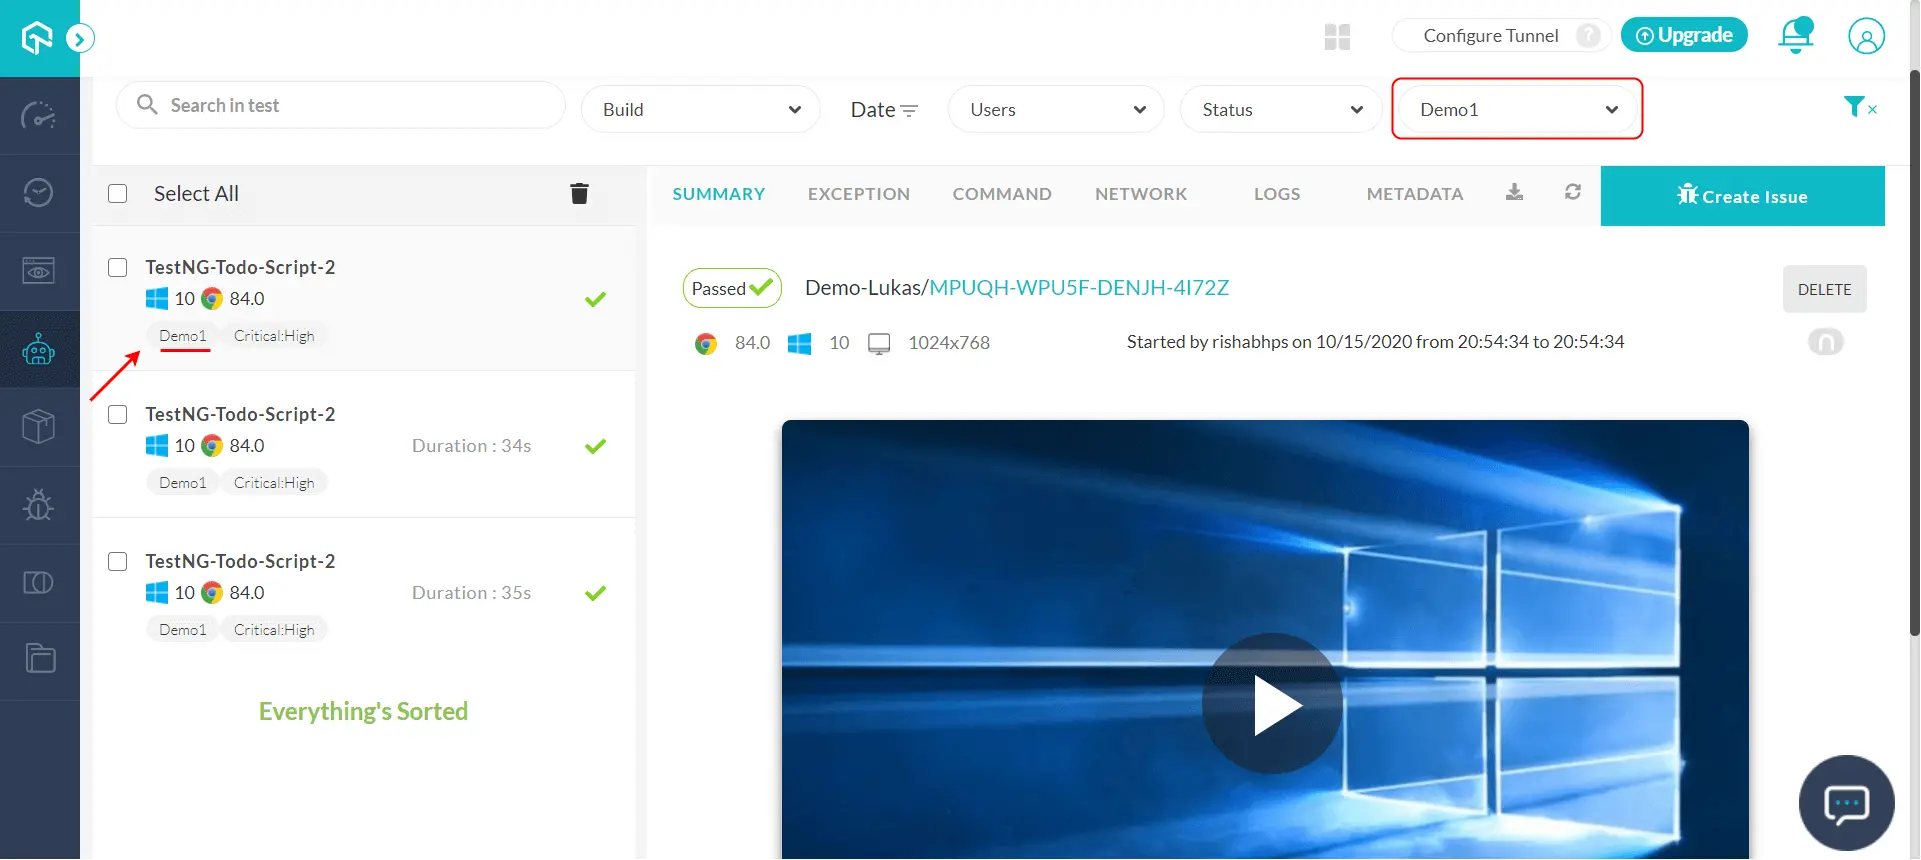 Configure Tunnel ? Upgrade
Search in test Build Date Users Status Demo1
Select All
SUMMARY EXCEPTION COMMAND NETWORK LOGS METADATA Create Issue
TestNG-Todo-Script-2
10 84.0
Demo1 Critical:High
TestNG-Todo-Script-2
10 84.0 Duration : 34s
Demo1 Critical:High
TestNG-Todo-Script-2
10 84.0 Duration : 35s
Demo1 Critical:High
Everything's Sorted
Passed Demo-Lukas/MPUQH-WPU5F-DENJH-4I72Z DELETE
84.0 10 1024x768 Started by rishabhps on 10/15/2020 from 20:54:34 to 20:54:34 n